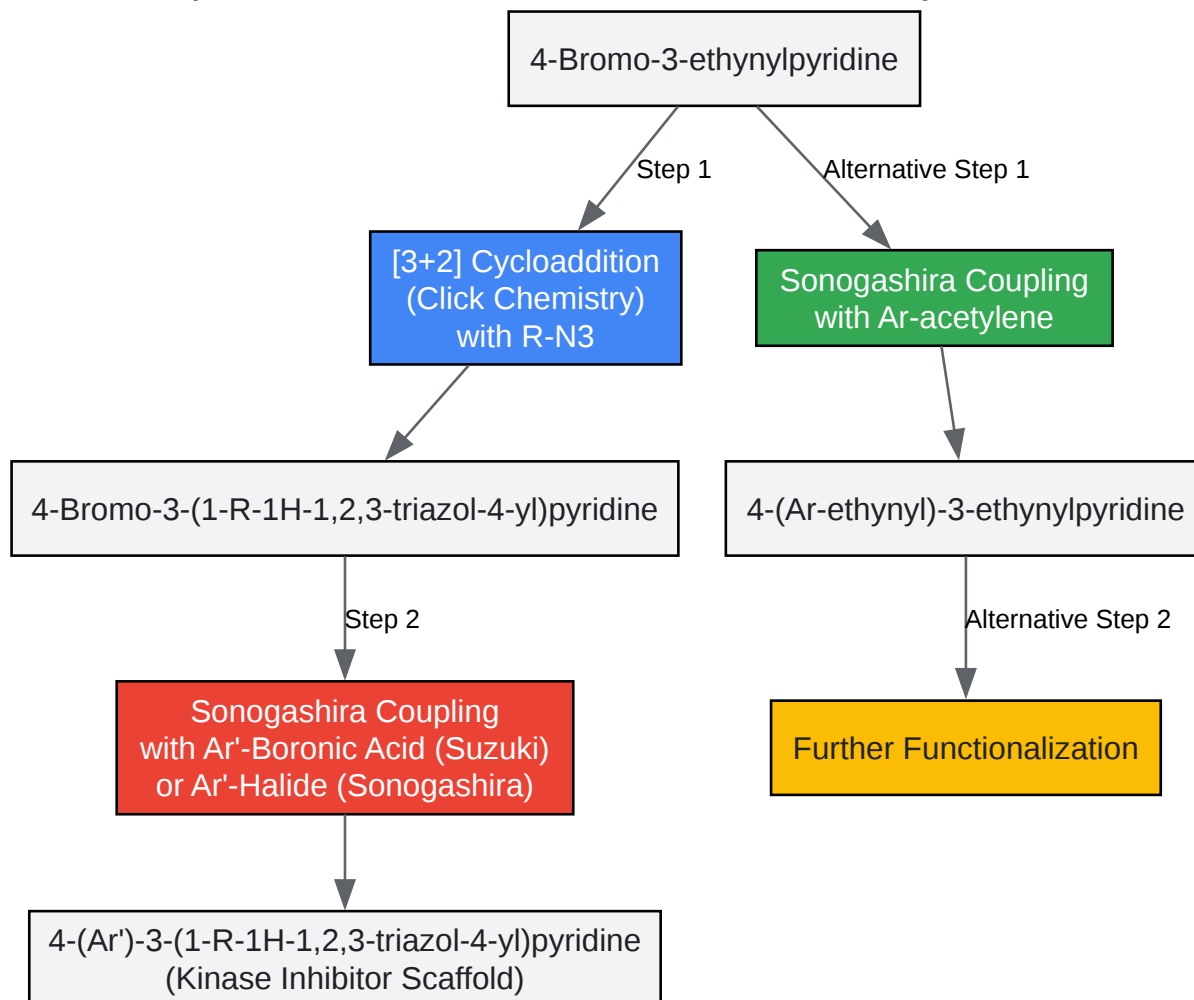 4-Bromo-3-ethynylpyridine
Step 1
Alternative Step 1
[3+2] Cycloaddition
(Click Chemistry)
with R-N3
Sonogashira Coupling
with Ar-acetylene
4-Bromo-3-(1-R-1H-1,2,3-triazol-4-yl)pyridine
4-(Ar-ethynyl)-3-ethynylpyridine
Step 2
Alternative Step 2
Sonogashira Coupling
with Ar'-Boronic Acid (Suzuki)
or Ar'-Halide (Sonogashira)
Further Functionalization
4-(Ar')-3-(1-R-1H-1,2,3-triazol-4-yl)pyridine
(Kinase Inhibitor Scaffold)